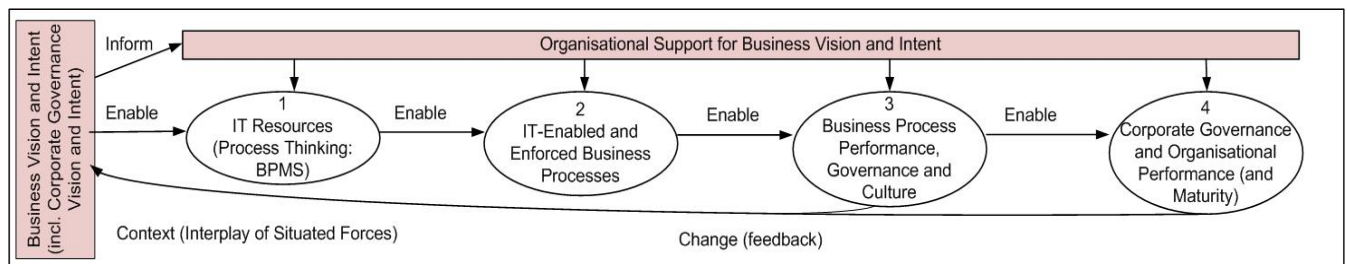 Business Vision and Intent
(incl. Corporate Governance
Vision and Intent)
Inform
Organisational Support for Business Vision and Intent
Enable
1
IT Resources
(Process Thinking:
BPMS)
Enable
2
IT-Enabled and
Enforced Business
Processes
Enable
3
Business Process
Performance,
Governance and
Culture
Enable
4
Corporate Governance
and Organisational
Performance (and
Maturity)
Context (Interplay of Situated Forces)
Change (feedback)